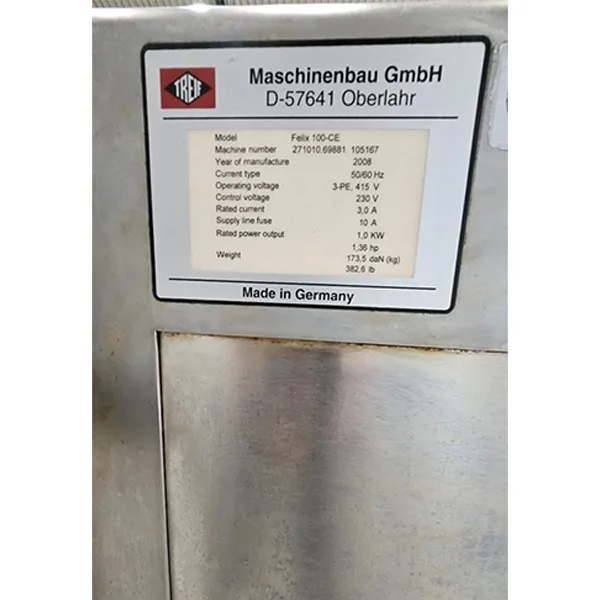 TREIF
Maschinenbau GmbH
D-57641 Oberlahr
Model Felix 100-CE
Machine number 271010.69881 105167
Year of manufacture 2008
Current type 50/60 Hz
Operating voltage 3-PE, 415 V
Control voltage 230 V
Rated current 3,0 A
Supply line fuse 10 A
Rated power output 1,0 KW
1,36 hp
Weight 173,5 daN (kg)
382,6 lb
Made in Germany